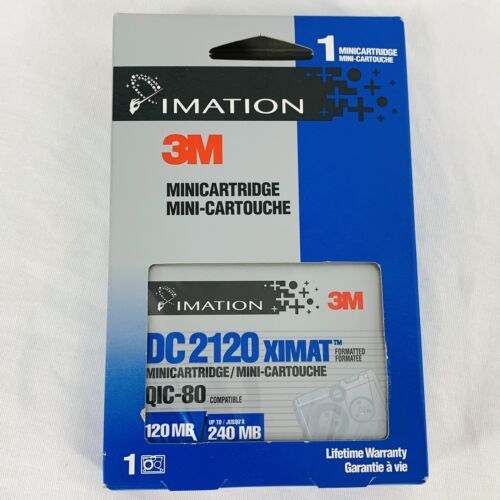 1 MINICARTRIDGE
MINI-CARTOUCHE
IMATION
3M
MINICARTRIDGE
MINI-CARTOUCHE
IMATION 3M
DC 2120 XIMAT™ FORMATTED
FORMATEE
MINICARTRIDGE/MINI-CARTOUCHE
QIC-80 COMPATIBLE
120 MB UP TO / JUSQU'À
240 MB
1
Lifetime Warranty
Garantie à vie